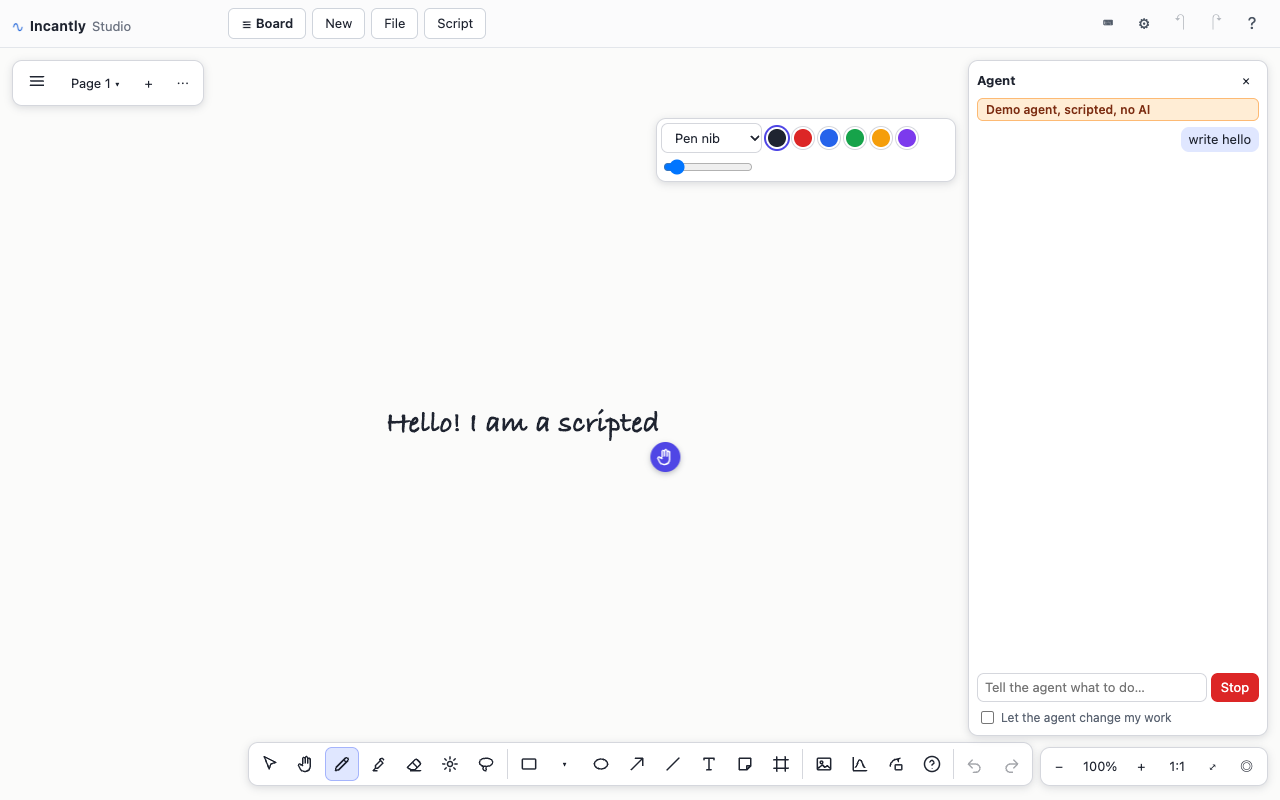 ∿ Incantly Studio
≡ Board New File Script ?
Page 1 ▾ + ...
Agent ×
Demo agent, scripted, no AI
write hello
Pen nib
Hello! I am a scripted
Tell the agent what to do... Stop
Let the agent change my work
− 100% + 1:1